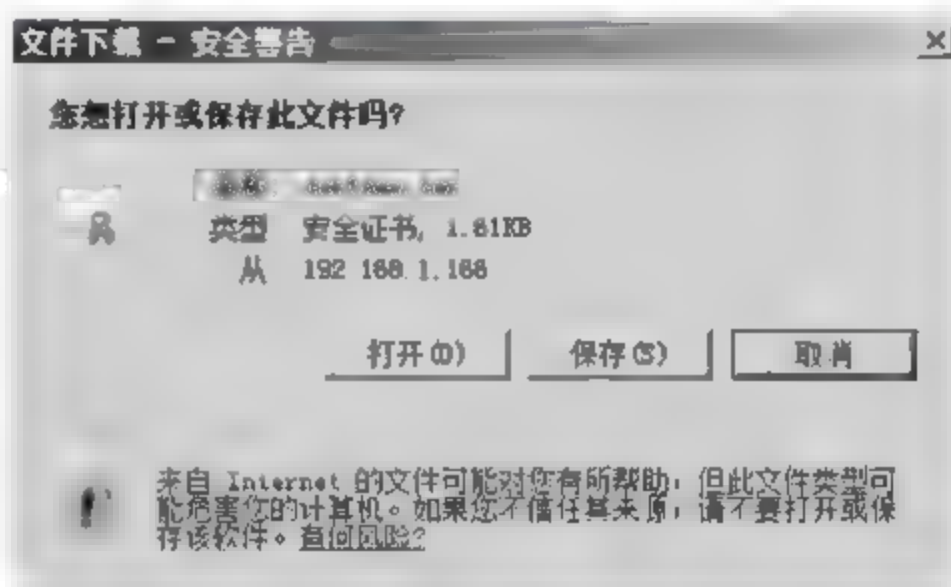 文件下载 - 安全警告
您想打开或保存此文件吗?
类型 安全证书, 1.61KB
从 192.168.1.168
打开(O) 保存(S) 取消
来自 Internet 的文件可能对您有所帮助，但此文件类型可
能危害您的计算机。如果您不信任其来源，请不要打开或保
存该软件。有何风险?